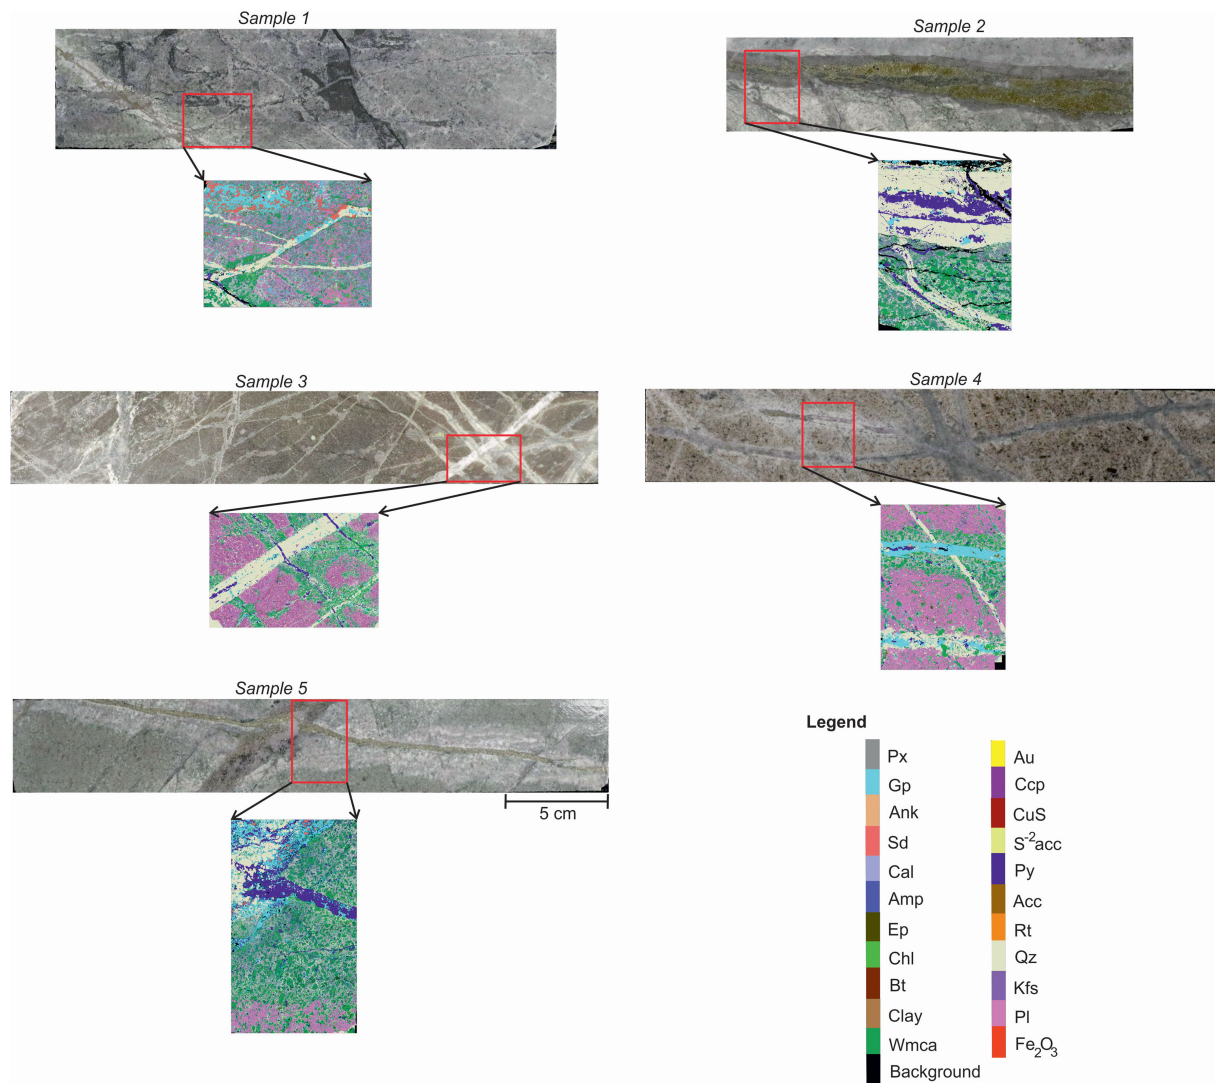 Sample 1
Sample 2
Sample 3
Sample 4
Sample 5
5 cm
Legend
Px
Gp
Ank
Sd
Cal
Amp
Ep
Chl
Bt
Clay
Wmca
Background
Au
Ccp
CuS
S⁻²acc
Py
Acc
Rt
Qz
Kfs
Pl
Fe₂O₃